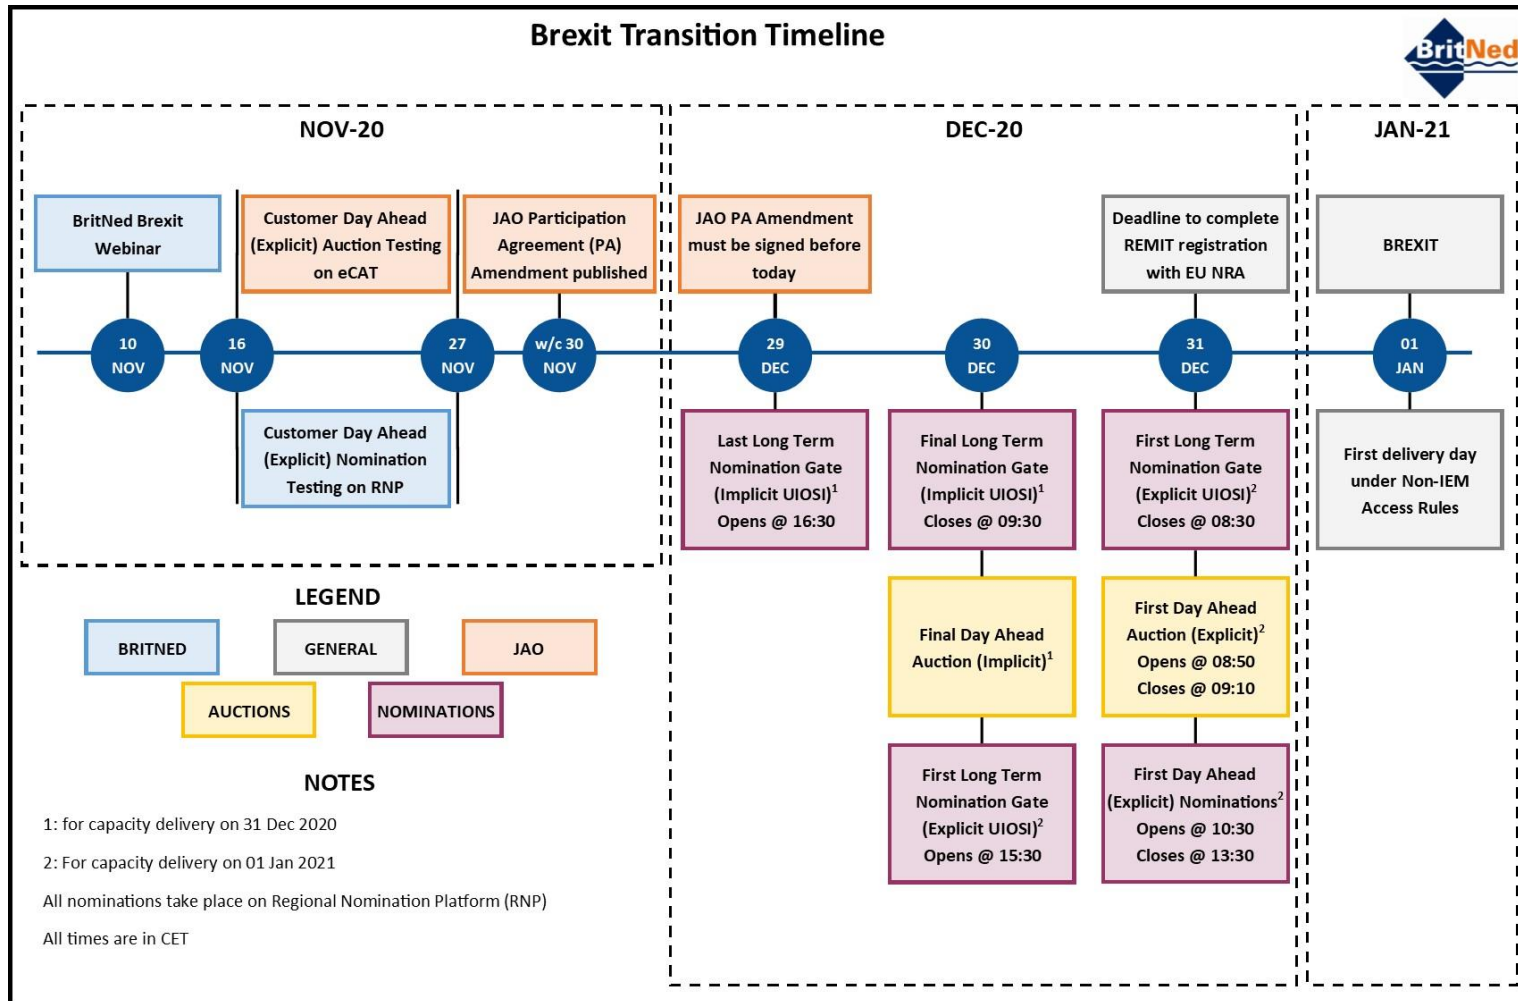 Brexit Transition Timeline
BritNed
NOV-20
DEC-20
JAN-21
BritNed Brexit
Webinar
Customer Day Ahead
(Explicit) Auction Testing
on eCAT
JAO Participation
Agreement (PA)
Amendment published
JAO PA Amendment
must be signed before
today
Deadline to complete
REMIT registration
with EU NRA
BREXIT
10
NOV
16
NOV
27
NOV
w/c 30
NOV
29
DEC
30
DEC
31
DEC
01
JAN
Customer Day Ahead
(Explicit) Nomination
Testing on RNP
Last Long Term
Nomination Gate
(Implicit UIOSI)¹
Opens @ 16:30
Final Long Term
Nomination Gate
(Implicit UIOSI)¹
Closes @ 09:30
First Long Term
Nomination Gate
(Explicit UIOSI)²
Closes @ 08:30
First delivery day
under Non-IEM
Access Rules
Final Day Ahead
Auction (Implicit)¹
First Day Ahead
Auction (Explicit)²
Opens @ 08:50
Closes @ 09:10
First Long Term
Nomination Gate
(Explicit UIOSI)²
Opens @ 15:30
First Day Ahead
(Explicit) Nominations²
Opens @ 10:30
Closes @ 13:30
LEGEND
BRITNED
GENERAL
JAO
AUCTIONS
NOMINATIONS
NOTES
1: for capacity delivery on 31 Dec 2020
2: For capacity delivery on 01 Jan 2021
All nominations take place on Regional Nomination Platform (RNP)
All times are in CET